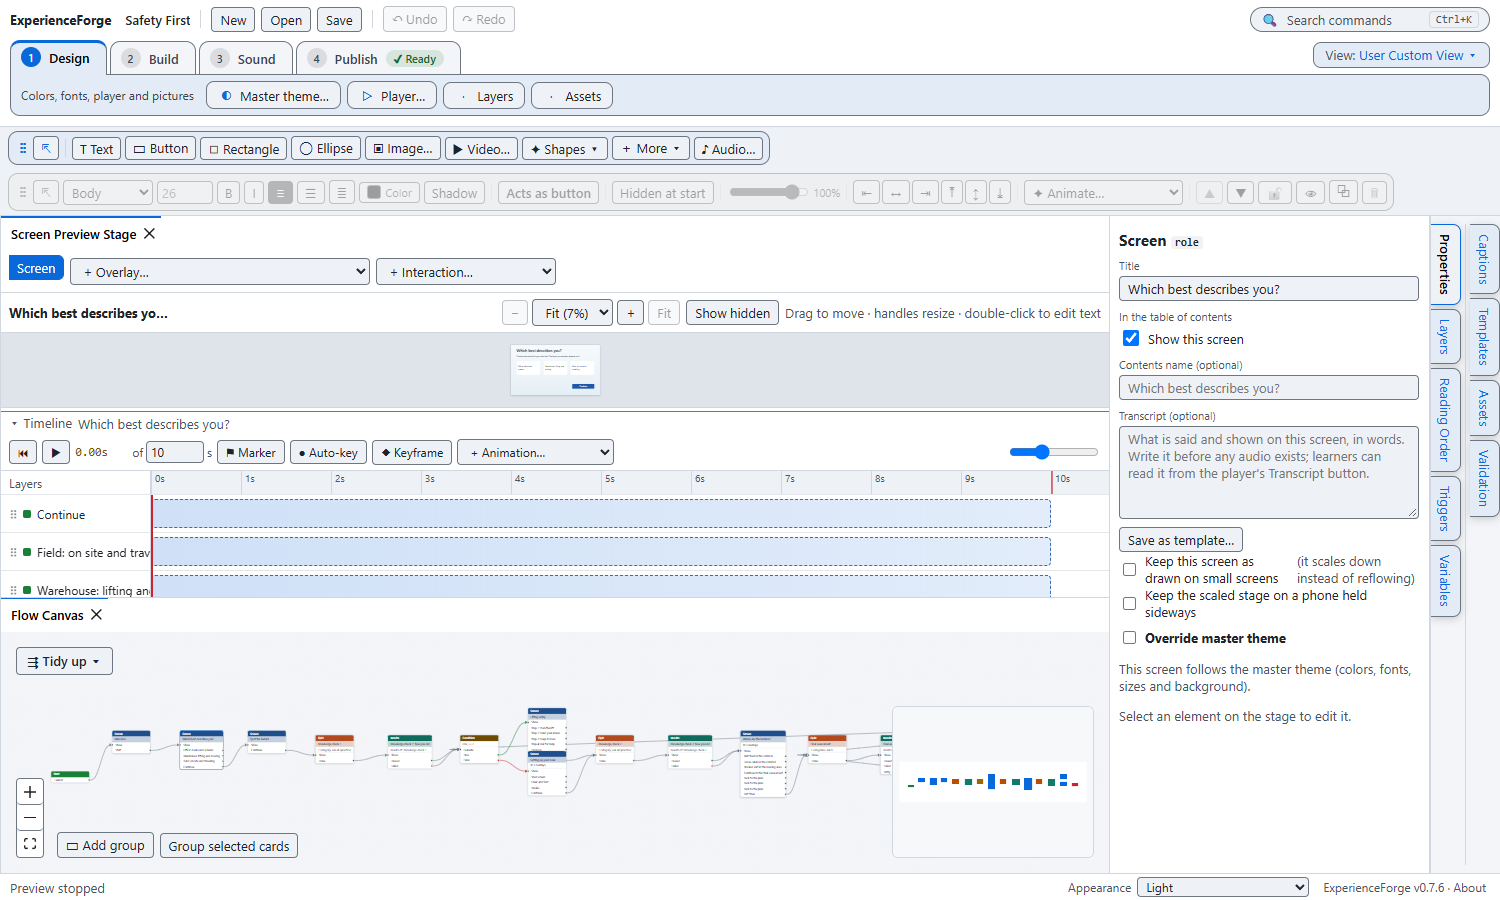 ExperienceForge Safety First New Open Save Undo Redo Search commands Ctrl+K
1 Design 2 Build 3 Sound 4 Publish ✓ Ready View: User Custom View
Colors, fonts, player and pictures Master theme... Player... Layers Assets
T Text Button Rectangle Ellipse Image... Video... Shapes + More Audio...
Body 26 B I Color Shadow Acts as button Hidden at start 100% Animate...
Screen Preview Stage
Screen + Overlay... + Interaction...
Which best describes yo... Fit (7%) + Fit Show hidden Drag to move · handles resize · double-click to edit text
Which best describes you?
Timeline Which best describes you?
0.00s of 10 s Marker Auto-key Keyframe + Animation...
Layers 0s 1s 2s 3s 4s 5s 6s 7s 8s 9s 10s
Continue
Field: on site and trav
Warehouse: lifting and
Flow Canvas
Tidy up
Add group Group selected cards
Screen role
Title
Which best describes you?
In the table of contents
Show this screen
Contents name (optional)
Which best describes you?
Transcript (optional)
What is said and shown on this screen, in words.
Write it before any audio exists; learners can
read it from the player's Transcript button.
Save as template...
Keep this screen as
drawn on small screens
(it scales down
instead of reflowing)
Keep the scaled stage on a phone held
sideways
Override master theme
This screen follows the master theme (colors, fonts,
sizes and background).
Select an element on the stage to edit it.
Properties
Layers
Reading Order
Triggers
Variables
Captions
Templates
Assets
Validation
Preview stopped Appearance Light ExperienceForge v0.7.6 · About